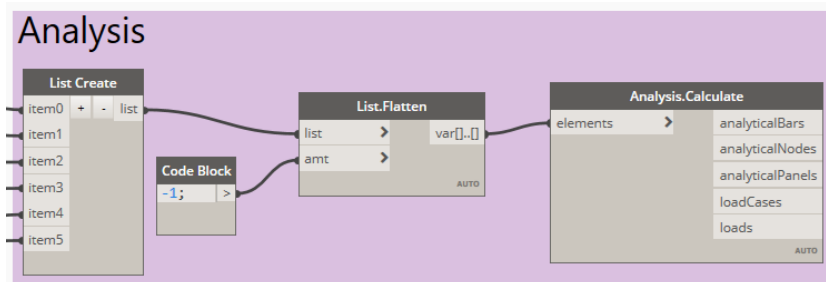 Analysis
List Create
item0 + - list
item1
item2
item3
item4
item5
Code Block
-1; >
List.Flatten
list > var[]..[]
amt >
AUTO
Analysis.Calculate
elements > analyticalBars
analyticalNodes
analyticalPanels
loadCases
loads
AUTO